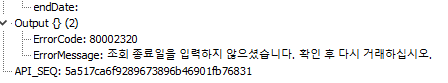 endDate:
Output {} (2)
ErrorCode: 80002320
ErrorMessage: 조회 종료일을 입력하지 않으셨습니다. 확인 후 다시 거래하십시오.
API_SEQ: 5a517ca6f9289673896b46901fb76831